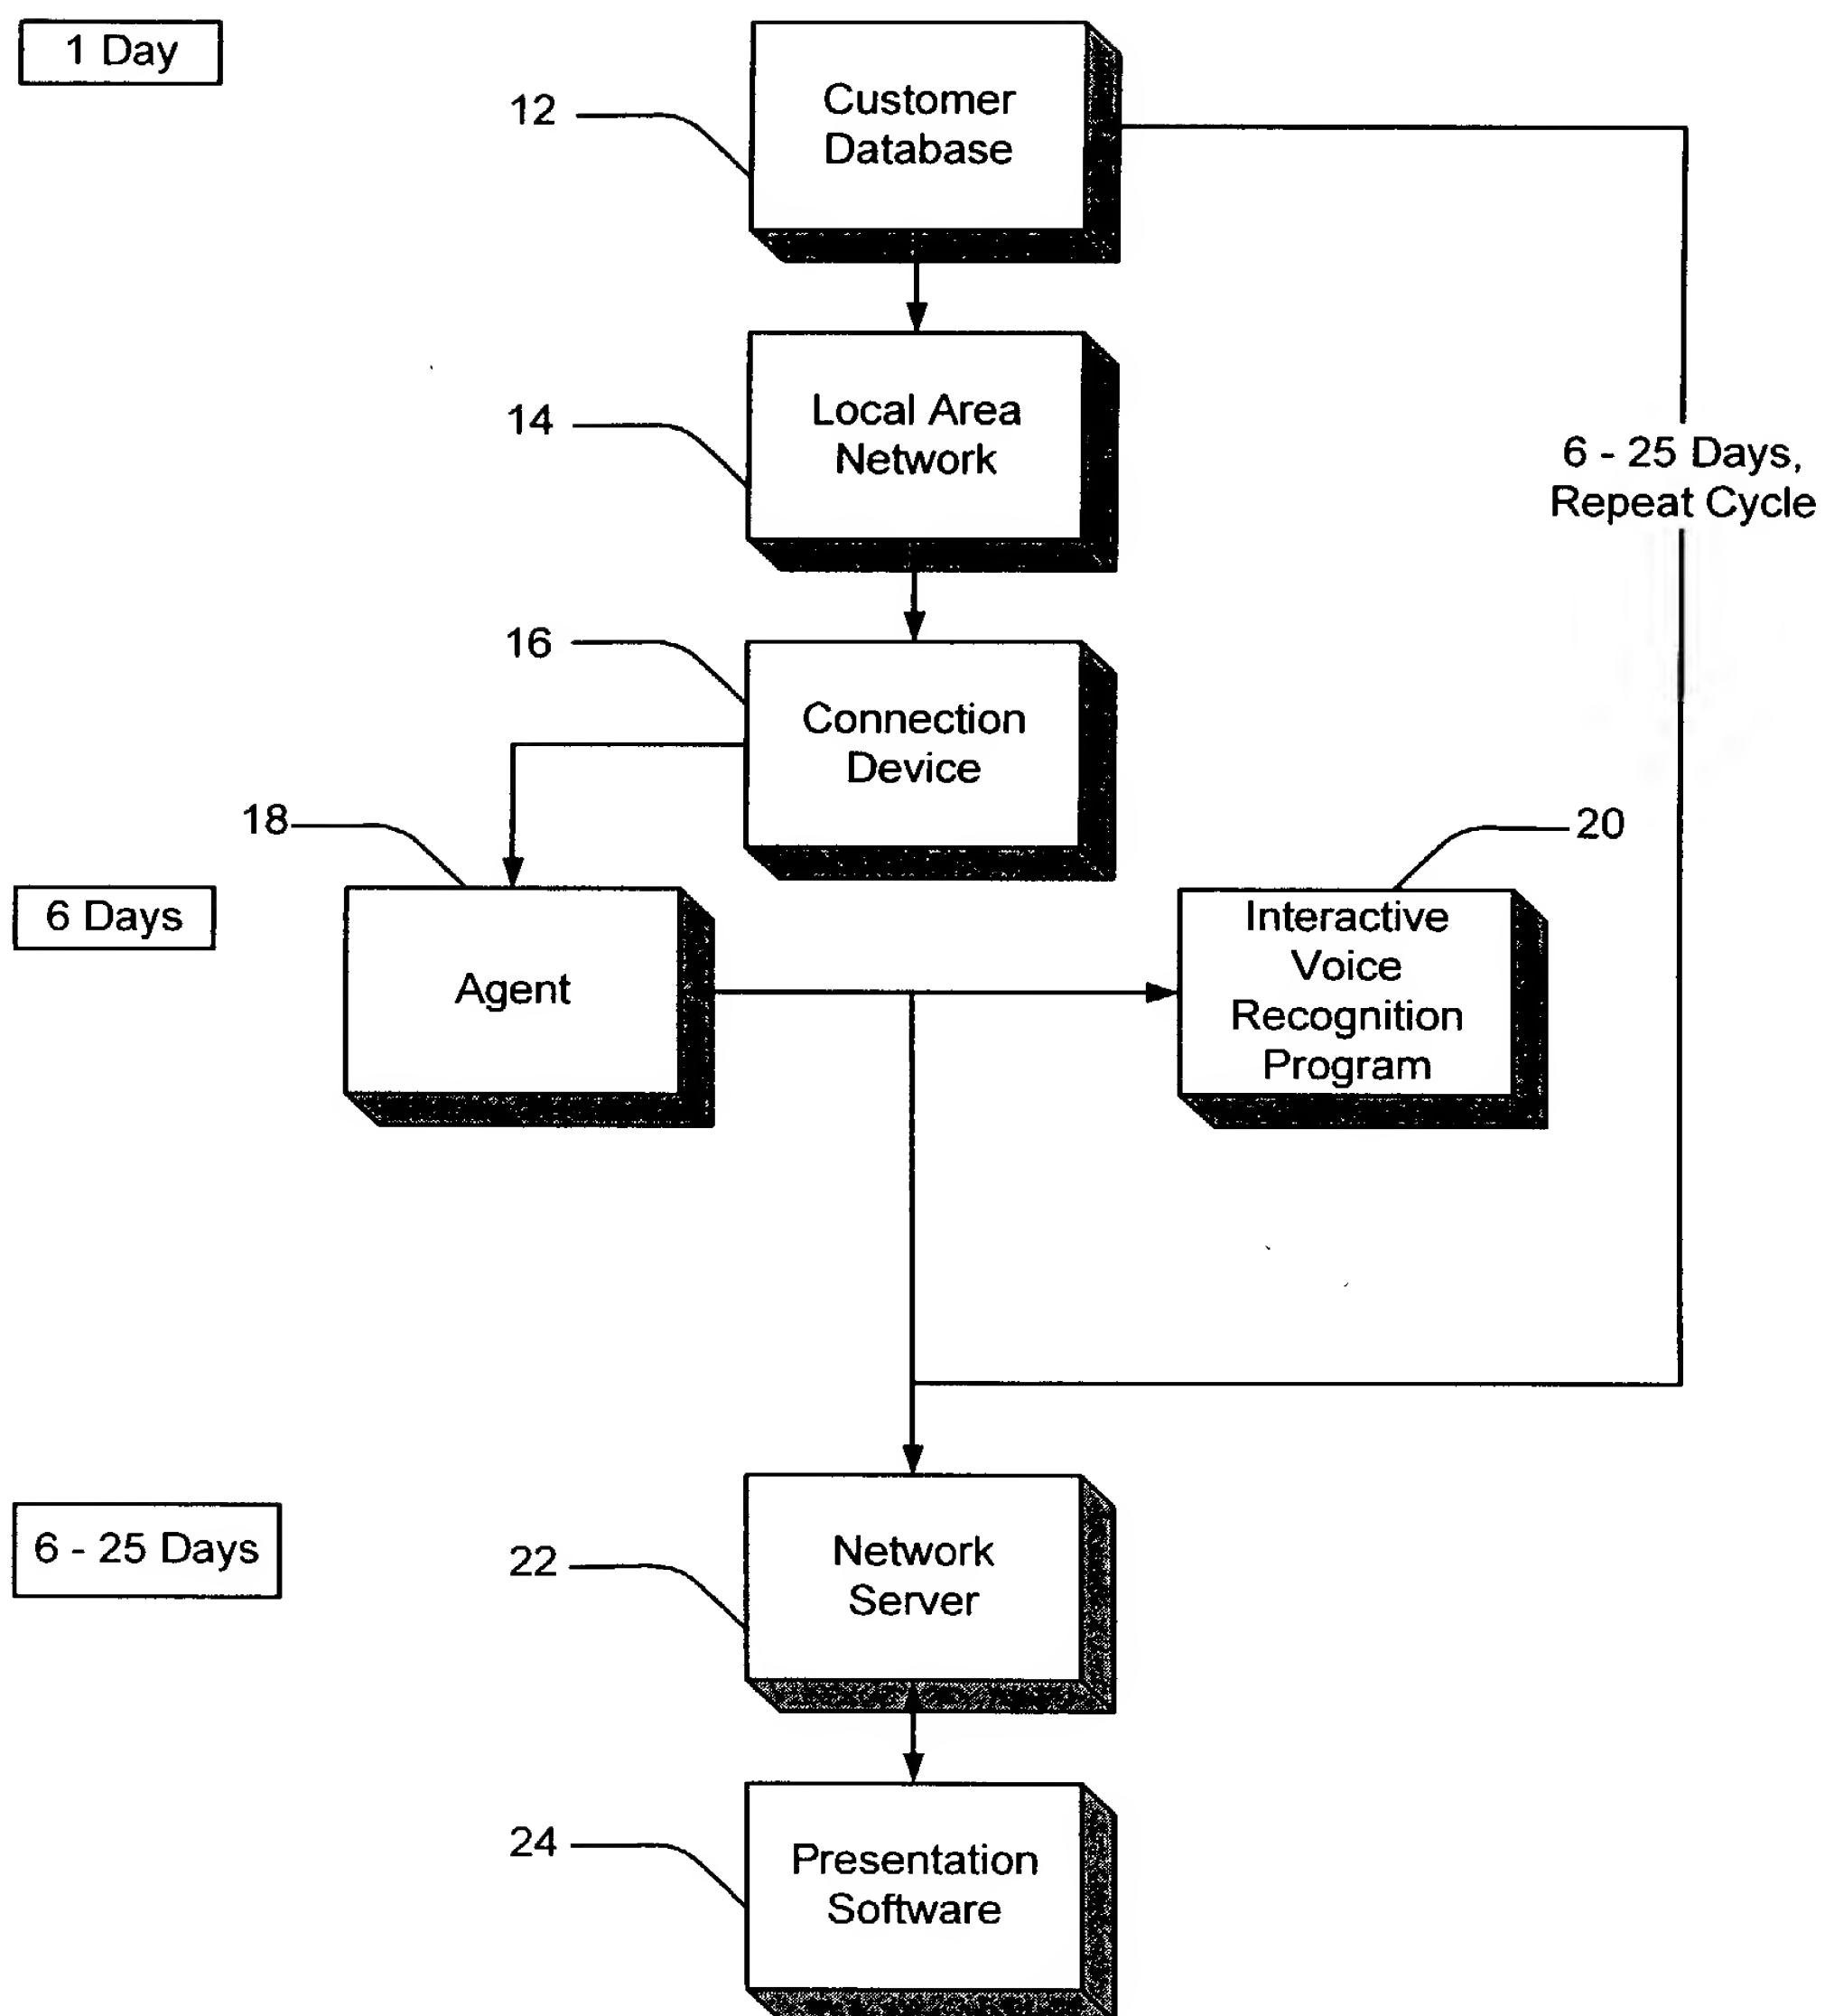 1 Day
12
Customer
Database
14
Local Area
Network
6 - 25 Days,
Repeat Cycle
16
Connection
Device
18
20
6 Days
Agent
Interactive
Voice
Recognition
Program
6 - 25 Days
22
Network
Server
24
Presentation
Software